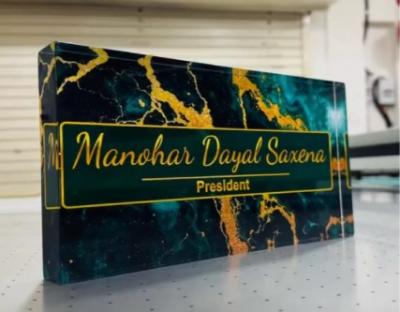 Manohar Dayal Saxena
President